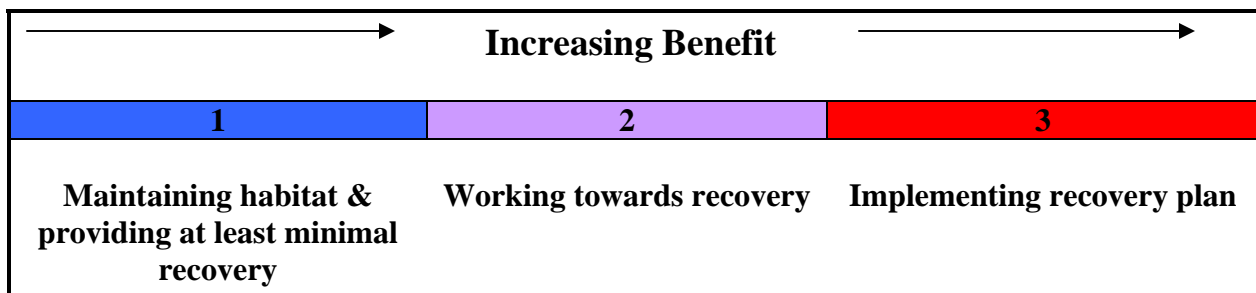 Increasing Benefit
1 2 3
Maintaining habitat &
providing at least minimal
recovery
Working towards recovery
Implementing recovery plan